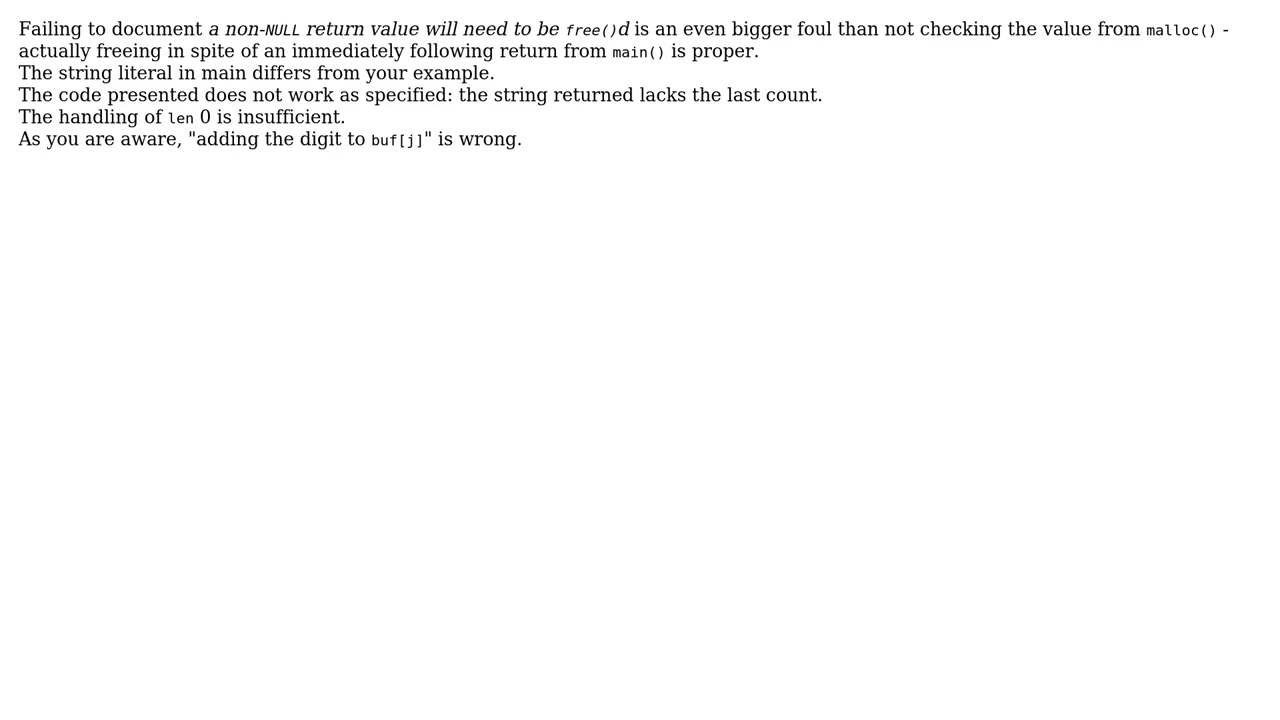 Failing to document a non-NULL return value will need to be free()d is an even bigger foul than not checking the value from malloc() -
actually freeing in spite of an immediately following return from main() is proper.
The string literal in main differs from your example.
The code presented does not work as specified: the string returned lacks the last count.
The handling of len 0 is insufficient.
As you are aware, "adding the digit to buf[j]" is wrong.